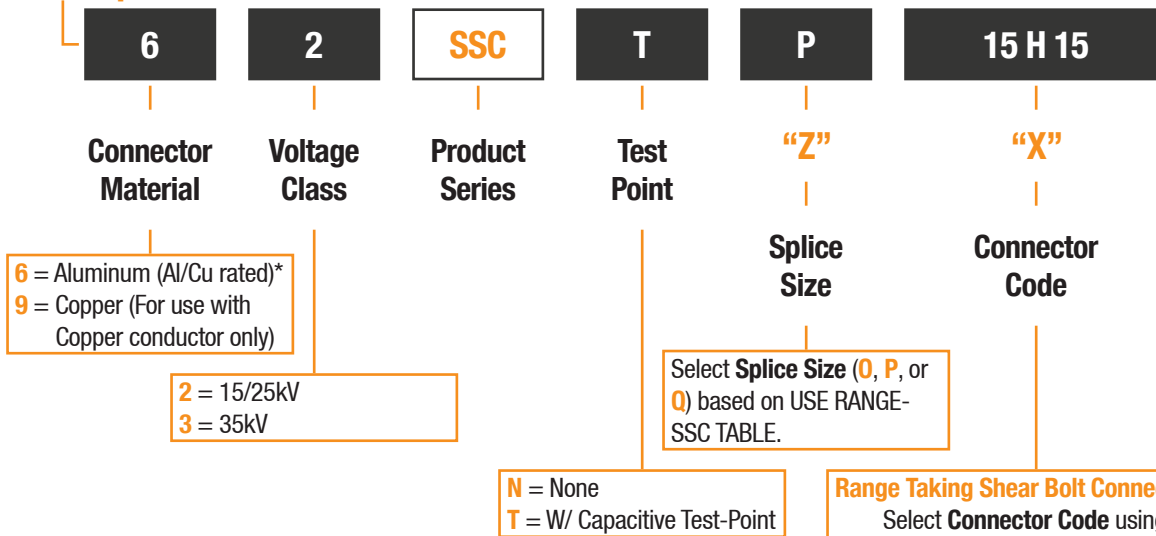 6 2 SSC T P 15 H 15
Connector Material
Voltage Class
Product Series
Test Point
“Z”
“X”
Splice Size
Connector Code
6 = Aluminum (Al/Cu rated)*
9 = Copper (For use with
Copper conductor only)
2 = 15/25kV
3 = 35kV
Select Splice Size (O, P, or
Q) based on USE RANGE-
SSC TABLE.
N = None
T = W/ Capacitive Test-Point
Range Taking Shear Bolt
Select Connector Code using